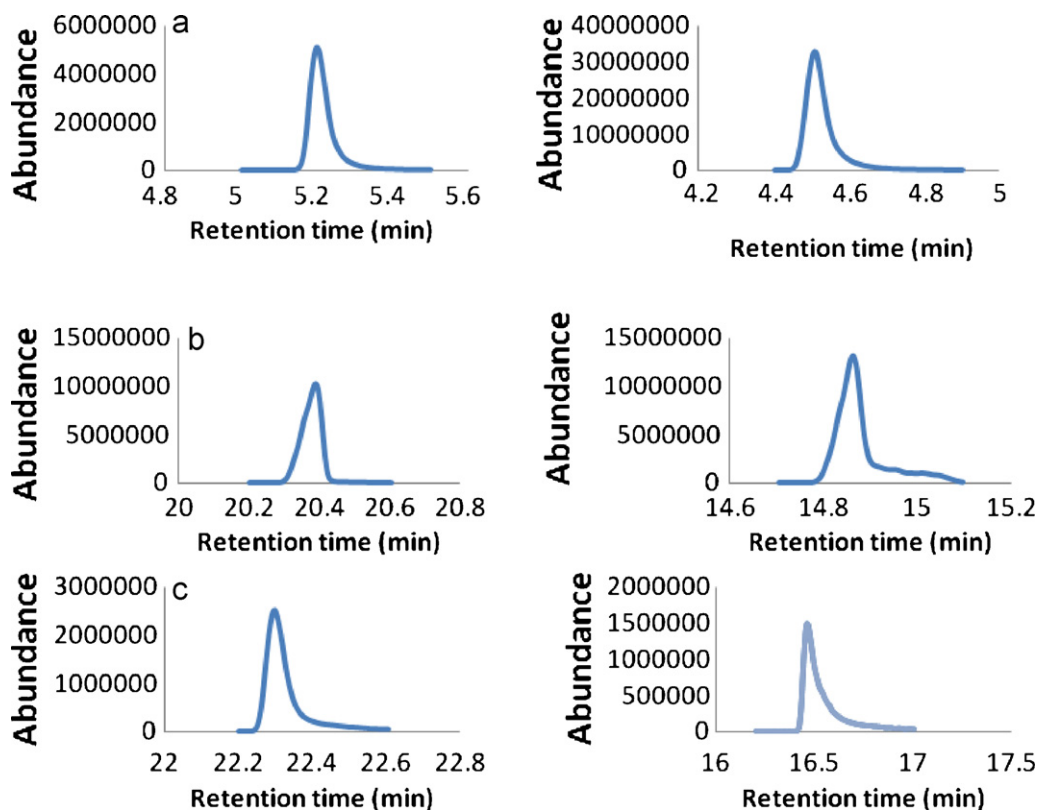 a
Abundance
6000000
4000000
2000000
0
4.8 5 5.2 5.4 5.6
Retention time (min)
Abundance
40000000
30000000
20000000
10000000
0
4.2 4.4 4.6 4.8 5
Retention time (min)
b
Abundance
15000000
10000000
5000000
0
20 20.2 20.4 20.6 20.8
Retention time (min)
Abundance
15000000
10000000
5000000
0
14.6 14.8 15 15.2
Retention time (min)
c
Abundance
3000000
2000000
1000000
0
22 22.2 22.4 22.6 22.8
Retention time (min)
Abundance
2000000
1500000
1000000
500000
0
16 16.5 17 17.5
Retention time (min)